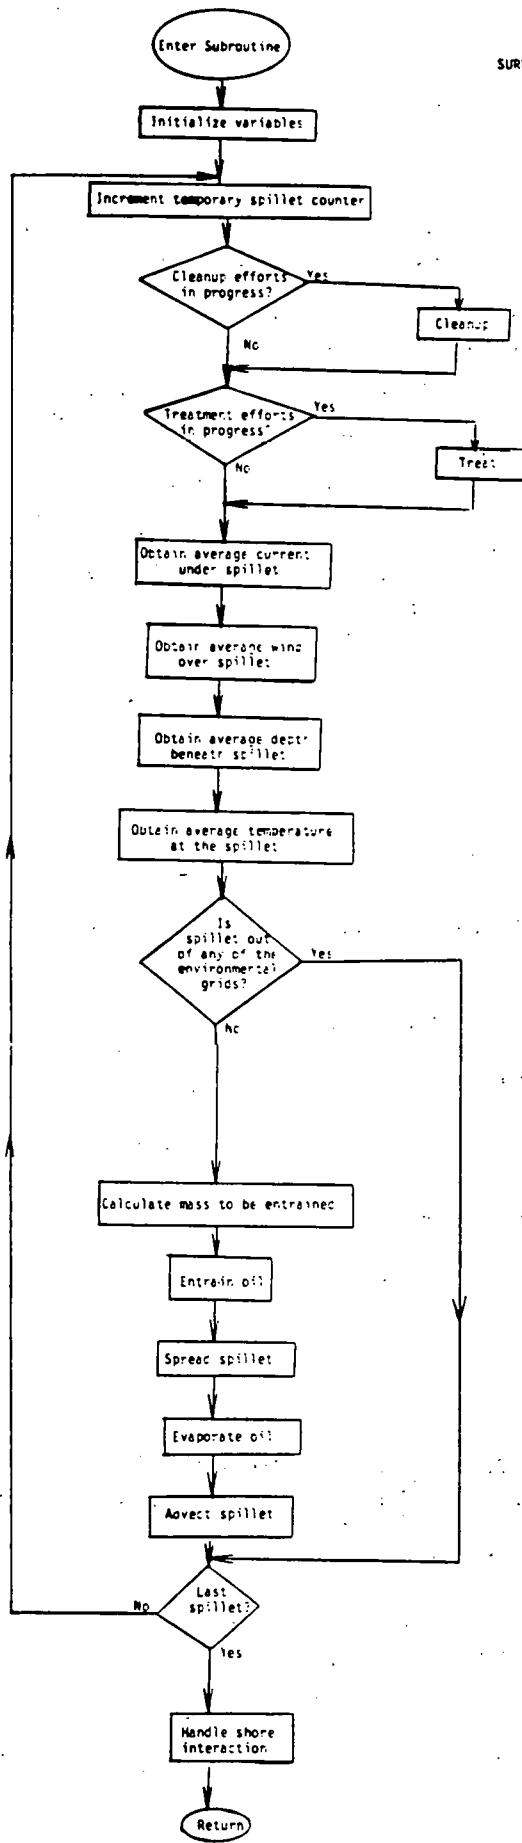 Enter Subroutine
SUR
Initialize variables
Increment temporary spillet counter
Cleanup efforts
in progress?
Yes
Cleanup
No
Treatment efforts
in progress?
Yes
Treat
No
Obtain average current
under spillet
Obtain average wind
over spillet
Obtain average depth
beneath spillet
Obtain average temperature
at the spillet
Is
spillet out
of any of the
environmental
grids?
Yes
No
Calculate mass to be entrained
Entrain oil
Spread spillet
Evaporate oil
Advect spillet
Last
spillet?
No
Yes
Handle shore
interaction
Return